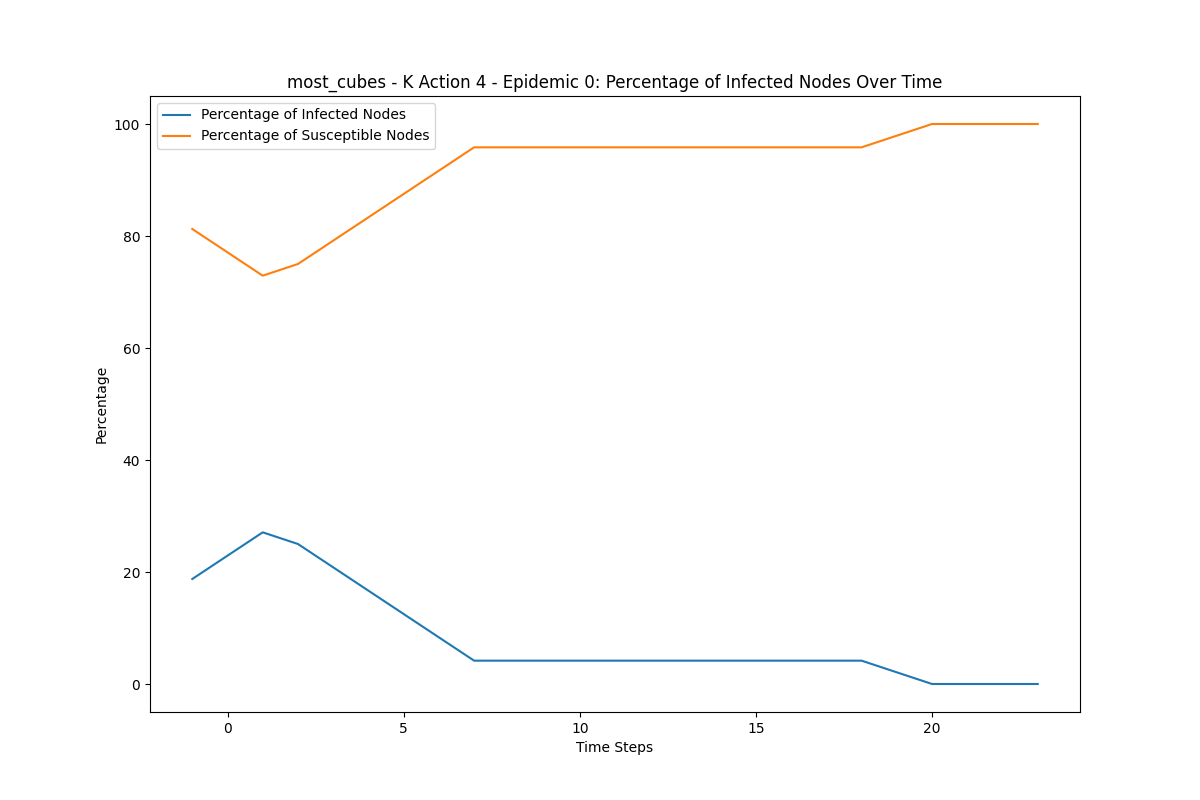 most_cubes - K Action 4 - Epidemic 0: Percentage of Infected Nodes Over Time
Percentage of Infected Nodes
Percentage of Susceptible Nodes
100
80
60
40
20
0
Percentage
0 5 10 15 20
Time Steps